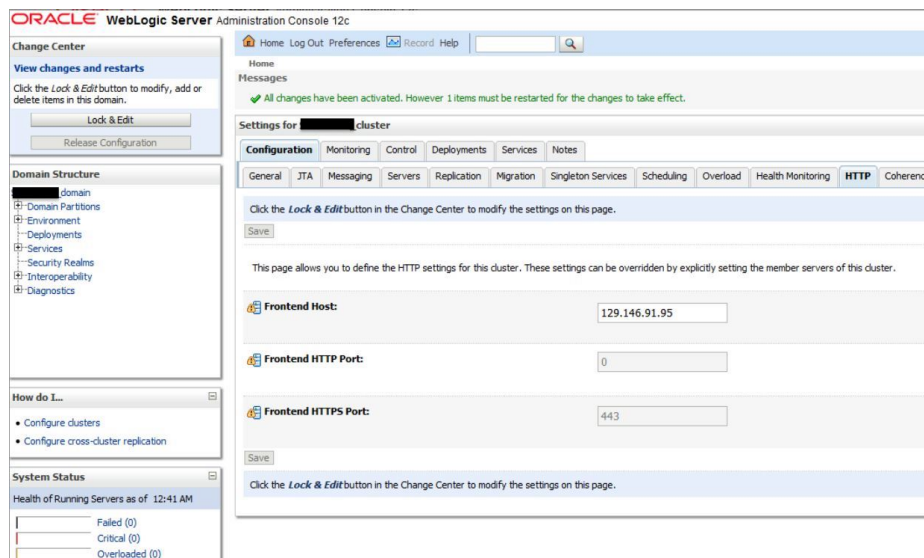 ORACLE WebLogic Server Administration Console 12c
Change Center
View changes and restarts
Click the Lock & Edit button to modify, add or
delete items in this domain.
Lock & Edit
Release Configuration
Domain Structure
domain
Domain Partitions
Environment
Deployments
Services
Security Realms
Interoperability
Diagnostics
How do I...
Configure clusters
Configure cross-cluster replication
System Status
Health of Running Servers as of 12:41 AM
Failed (0)
Critical (0)
Overloaded (0)
Home Log Out Preferences Record Help
Home
Messages
All changes have been activated. However 1 items must be restarted for the changes to take effect.
Settings for cluster
Configuration Monitoring Control Deployments Services Notes
General JTA Messaging Servers Replication Migration Singleton Services Scheduling Overload Health Monitoring HTTP Coherenc
Click the Lock & Edit button in the Change Center to modify the settings on this page.
Save
This page allows you to define the HTTP settings for this cluster. These settings can be overridden by explicitly setting the member servers of this cluster.
Frontend Host: 129.146.91.95
Frontend HTTP Port: 0
Frontend HTTPS Port: 443
Save
Click the Lock & Edit button in the Change Center to modify the settings on this page.